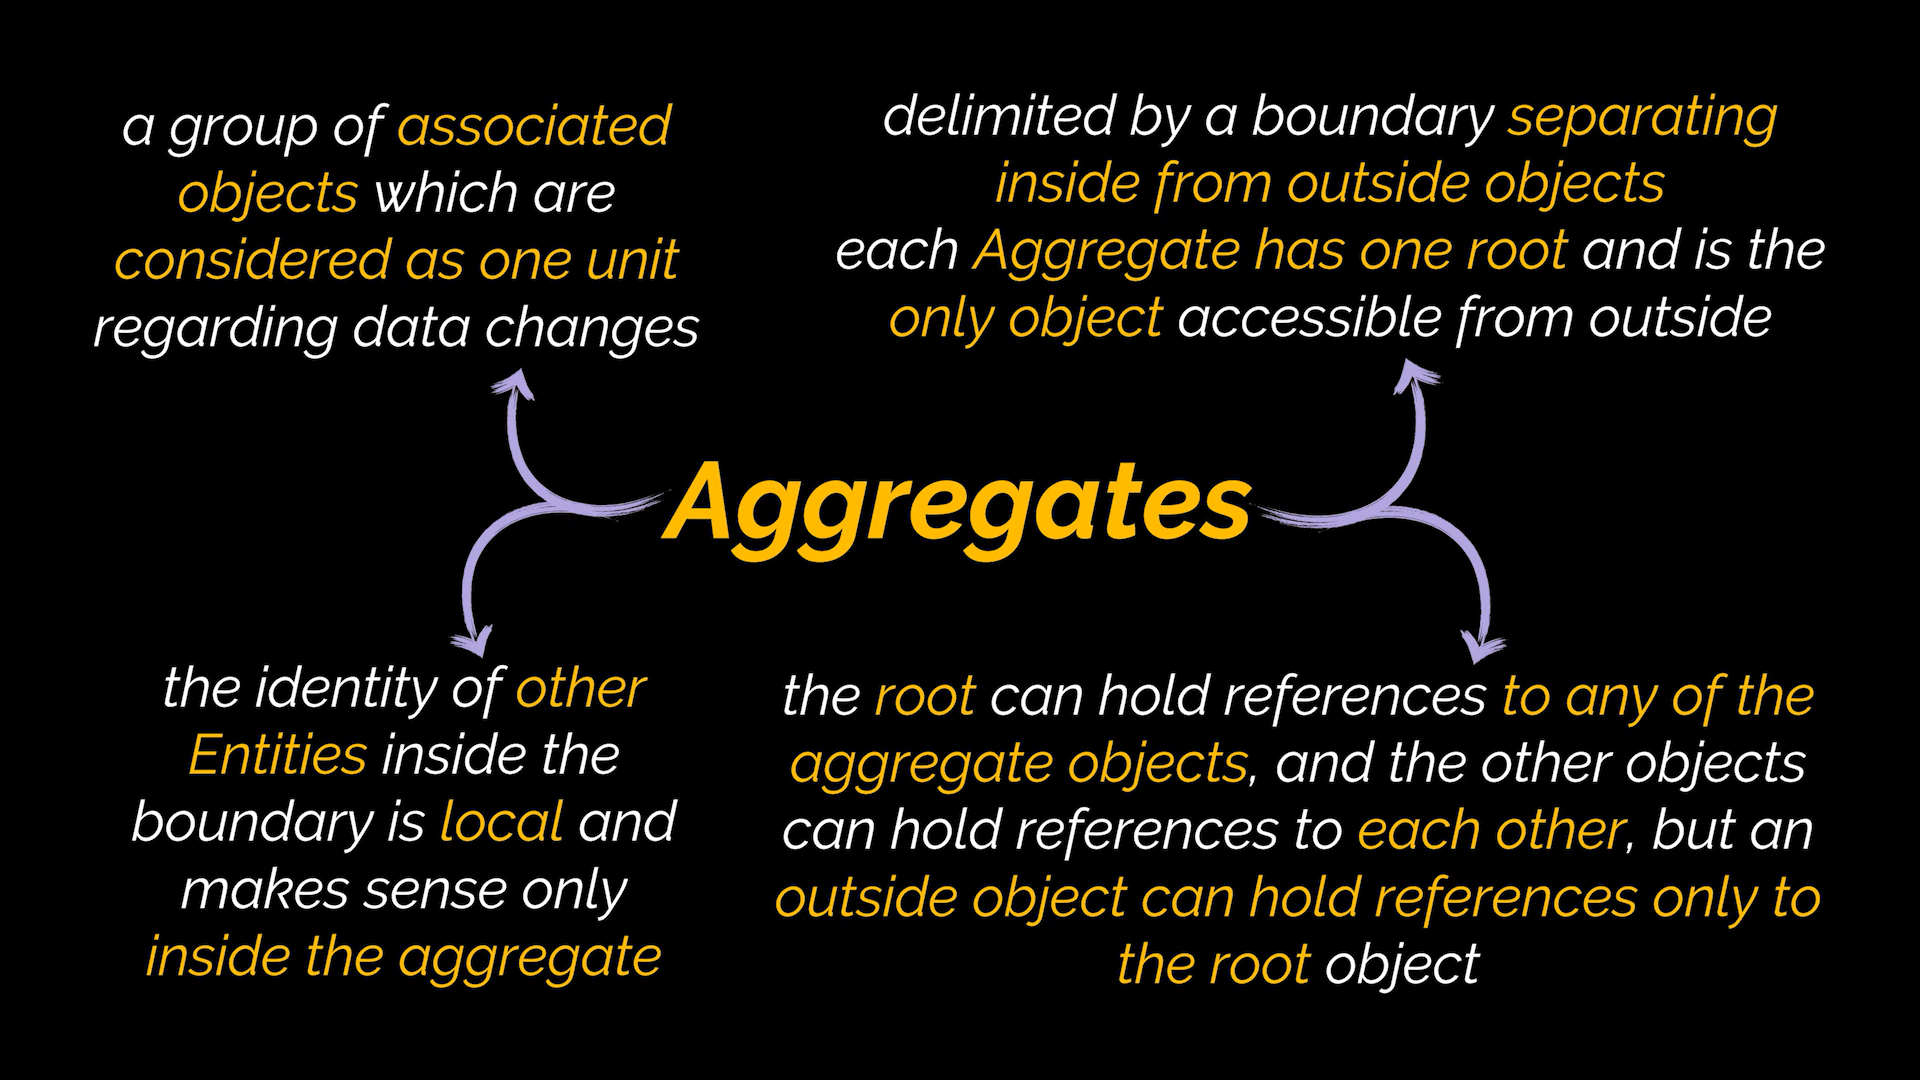 a group of associated
objects which are
considered as one unit
regarding data changes
delimited by a boundary separating
inside from outside objects
each Aggregate has one root and is the
only object accessible from outside
Aggregates
the identity of other
Entities inside the
boundary is local and
makes sense only
inside the aggregate
the root can hold references to any of the
aggregate objects, and the other objects
can hold references to each other, but an
outside object can hold references only to
the root object